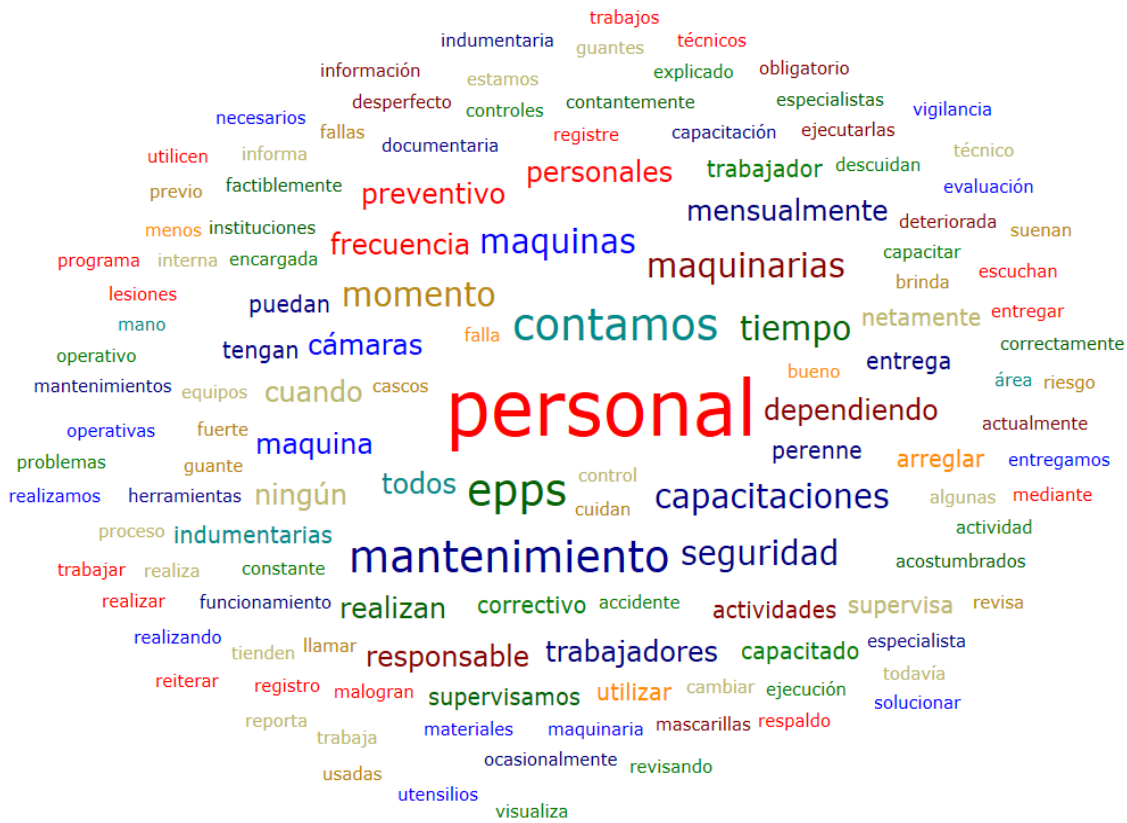 trabajos
indumentaria guantes técnicos
información estamos explicado obligatorio
desperfecto controles contantemente especialistas vigilancia
necesarios fallas documentaria registre capacitación ejecutarlas
utilicen informa personales trabajador descuidan técnico
previo factiblemente preventivo mensualmente evaluación
menos instituciones frecuencia maquinas deteriorada suenan
programa interna encargada maquinarias capacitar escuchan
lesiones puedan momento brinda entregar
mano tengan cámaras falla contamos tiempo netamente correctamente
operativo entrega
mantenimientos equipos cuando cascos personal bueno área riesgo
operativas fuerte maquina dependiendo actualmente
problemas guante todos perenne arreglar entregamos
realizamos herramientas ningún epps control capacitaciones algunas mediante
proceso indumentarias cuidan actividad
trabajar realiza constante mantenimiento seguridad acostumbrados
realizar funcionamiento realizan correctivo accidente actividades supervisa revisa
realizando tienden llamar responsable trabajadores capacitado especialista
reiterar registro malogran supervisamos utilizar cambiar ejecución todavía
solucionar
reporta trabaja materiales maquinaria mascarillas respaldo
usadas ocasionalmente revisando
utensilios
visualiza